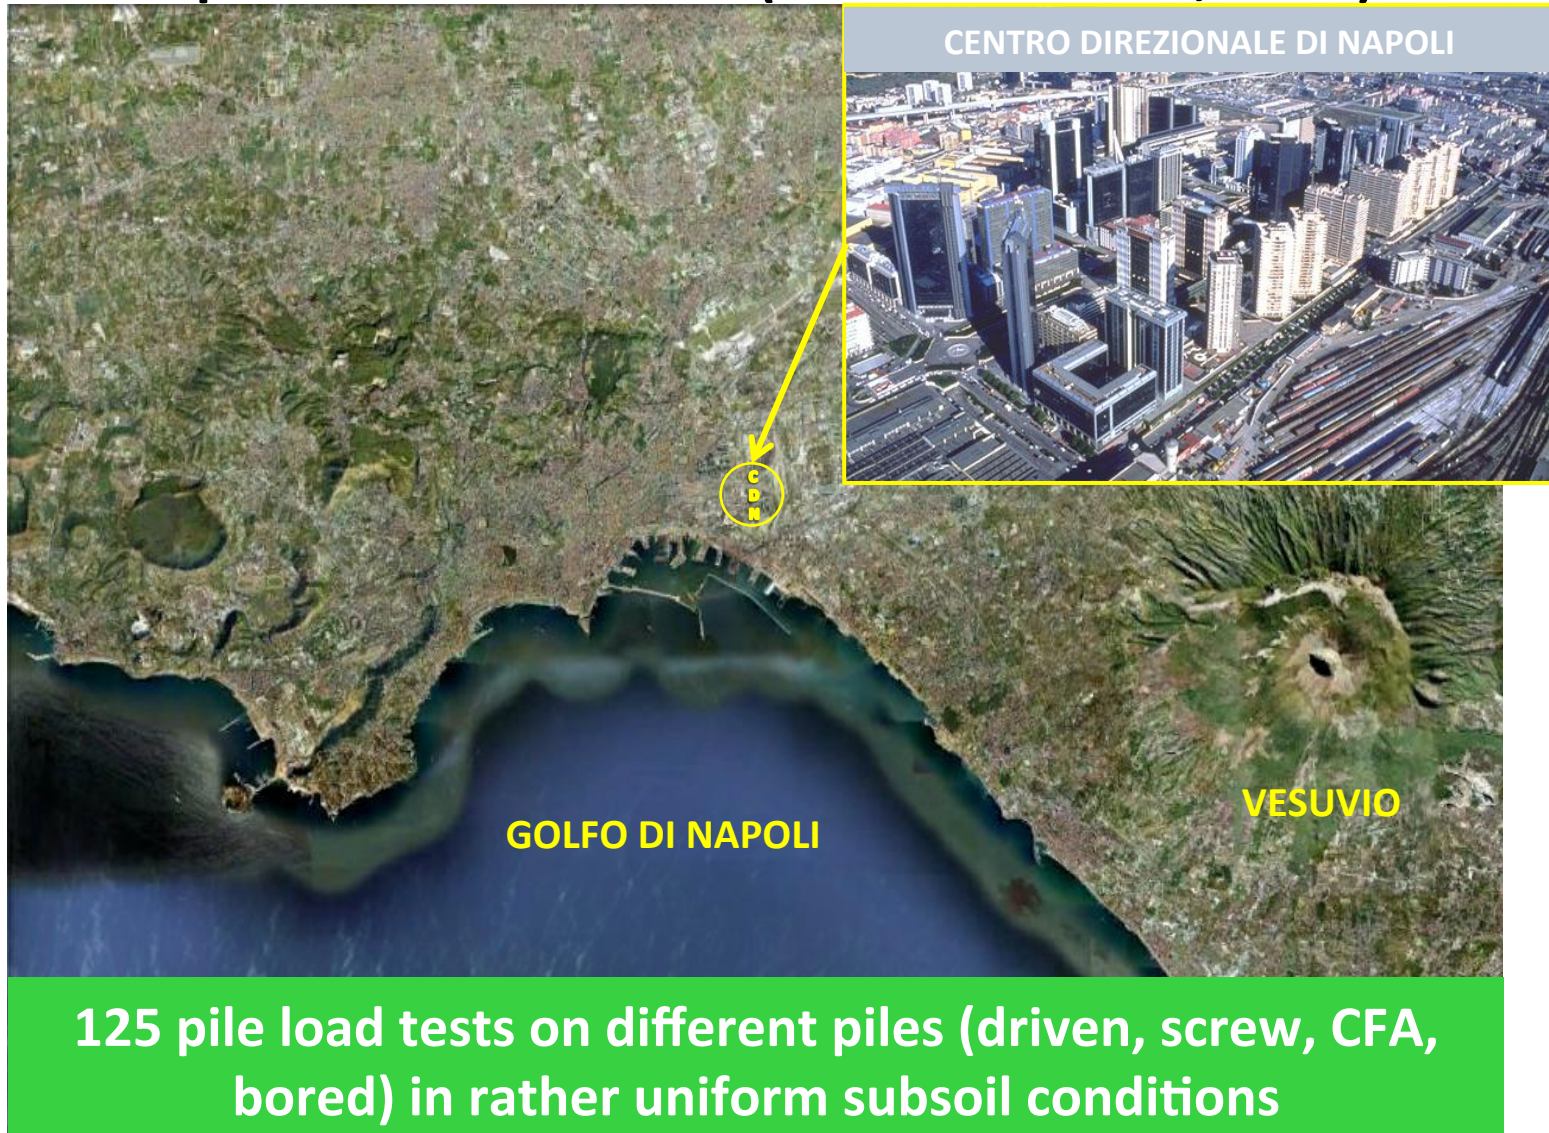 CENTRO DIREZIONALE DI NAPOLI
C
D
N
GOLFO DI NAPOLI
VESUVIO
125 pile load tests on different piles (driven, screw, CFA,
bored) in rather uniform subsoil conditions